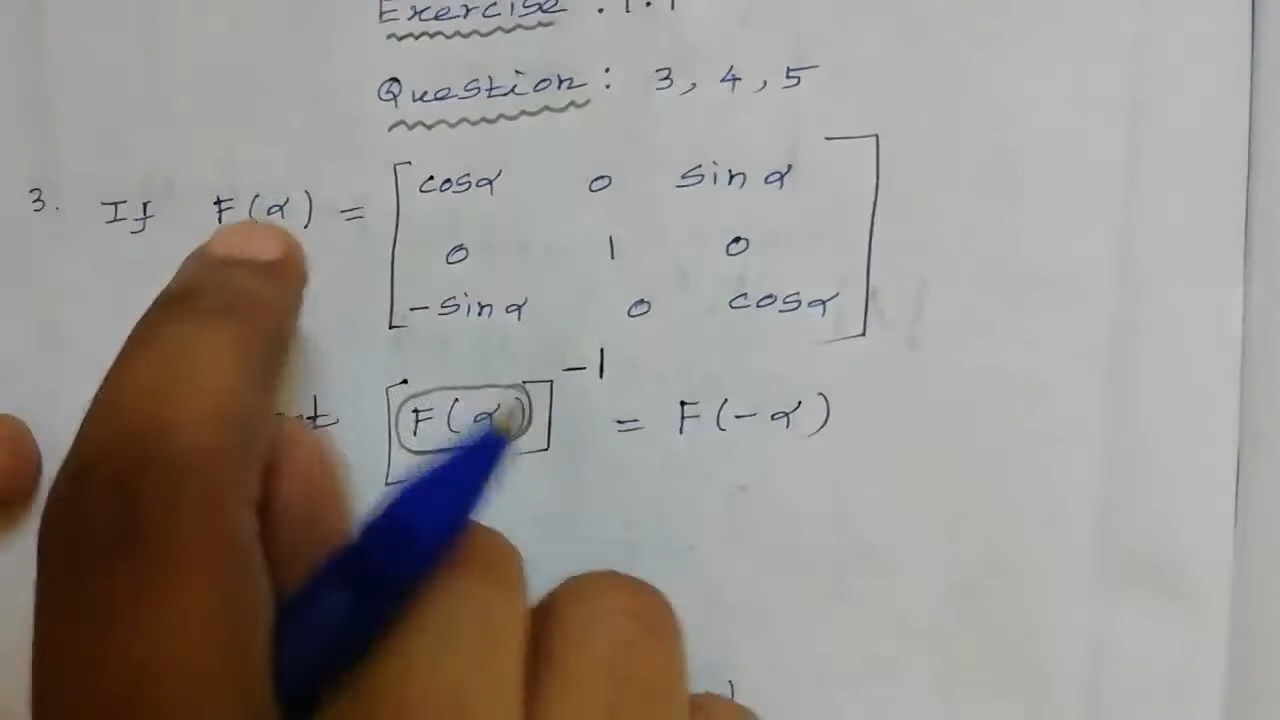 Exercise : 1.1
Question : 3, 4, 5
3. If F(α) = [ cosα 0 sinα
0 1 0
-sinα 0 cosα ]
[F(α)]⁻¹ = F(-α)